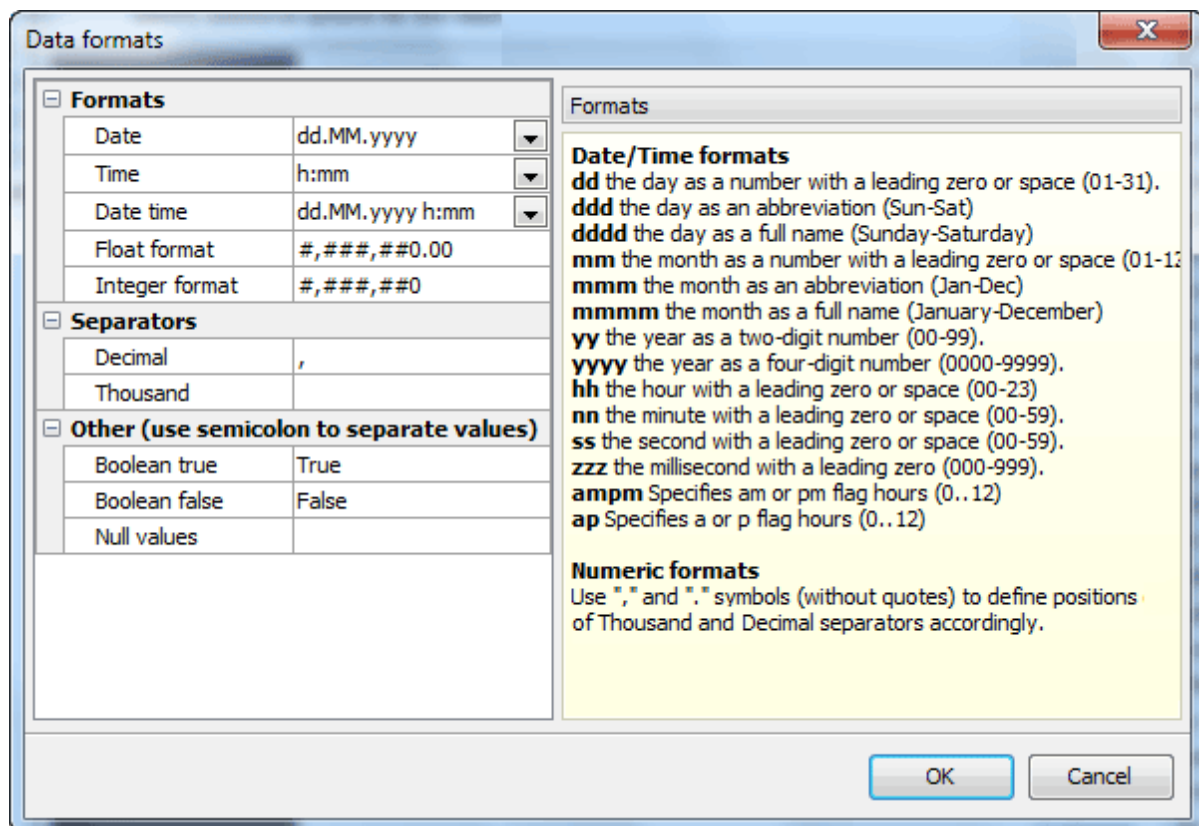 Data formats
Formats
Date dd.MM.yyyy
Time h:mm
Date time dd.MM.yyyy h:mm
Float format #,###,##0.00
Integer format #,###,##0
Separators
Decimal ,
Thousand
Other (use semicolon to separate values)
Boolean true True
Boolean false False
Null values
Formats
Date/Time formats
dd the day as a number with a leading zero or space (01-31).
ddd the day as an abbreviation (Sun-Sat)
dddd the day as a full name (Sunday-Saturday)
mm the month as a number with a leading zero or space (01-12
mmm the month as an abbreviation (Jan-Dec)
mmmm the month as a full name (January-December)
yy the year as a two-digit number (00-99).
yyyy the year as a four-digit number (0000-9999).
hh the hour with a leading zero or space (00-23)
nn the minute with a leading zero or space (00-59).
ss the second with a leading zero or space (00-59).
zzz the millisecond with a leading zero (000-999).
ampm Specifies am or pm flag hours (0..12)
ap Specifies a or p flag hours (0..12)
Numeric formats
Use "," and "." symbols (without quotes) to define positions
of Thousand and Decimal separators accordingly.
OK Cancel